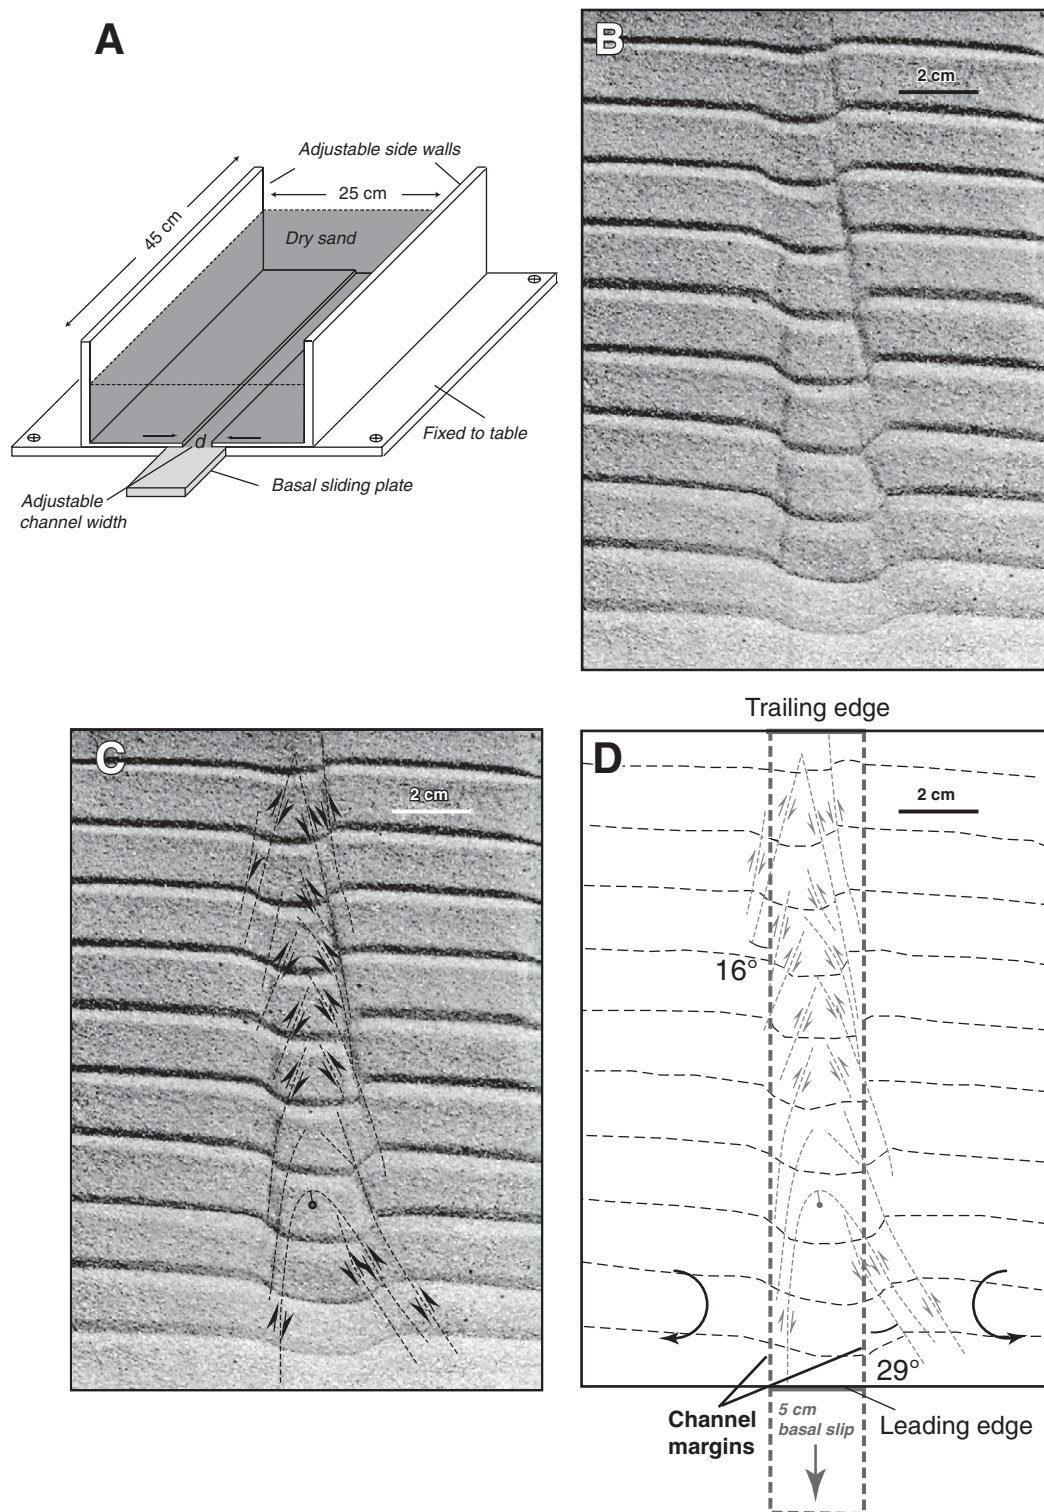 A
Adjustable side walls
25 cm
45 cm
Dry sand
d
Fixed to table
Basal sliding plate
Adjustable
channel width
B
2 cm
C
2 cm
Trailing edge
D
2 cm
16°
29°
Channel
margins
5 cm
basal slip
Leading edge